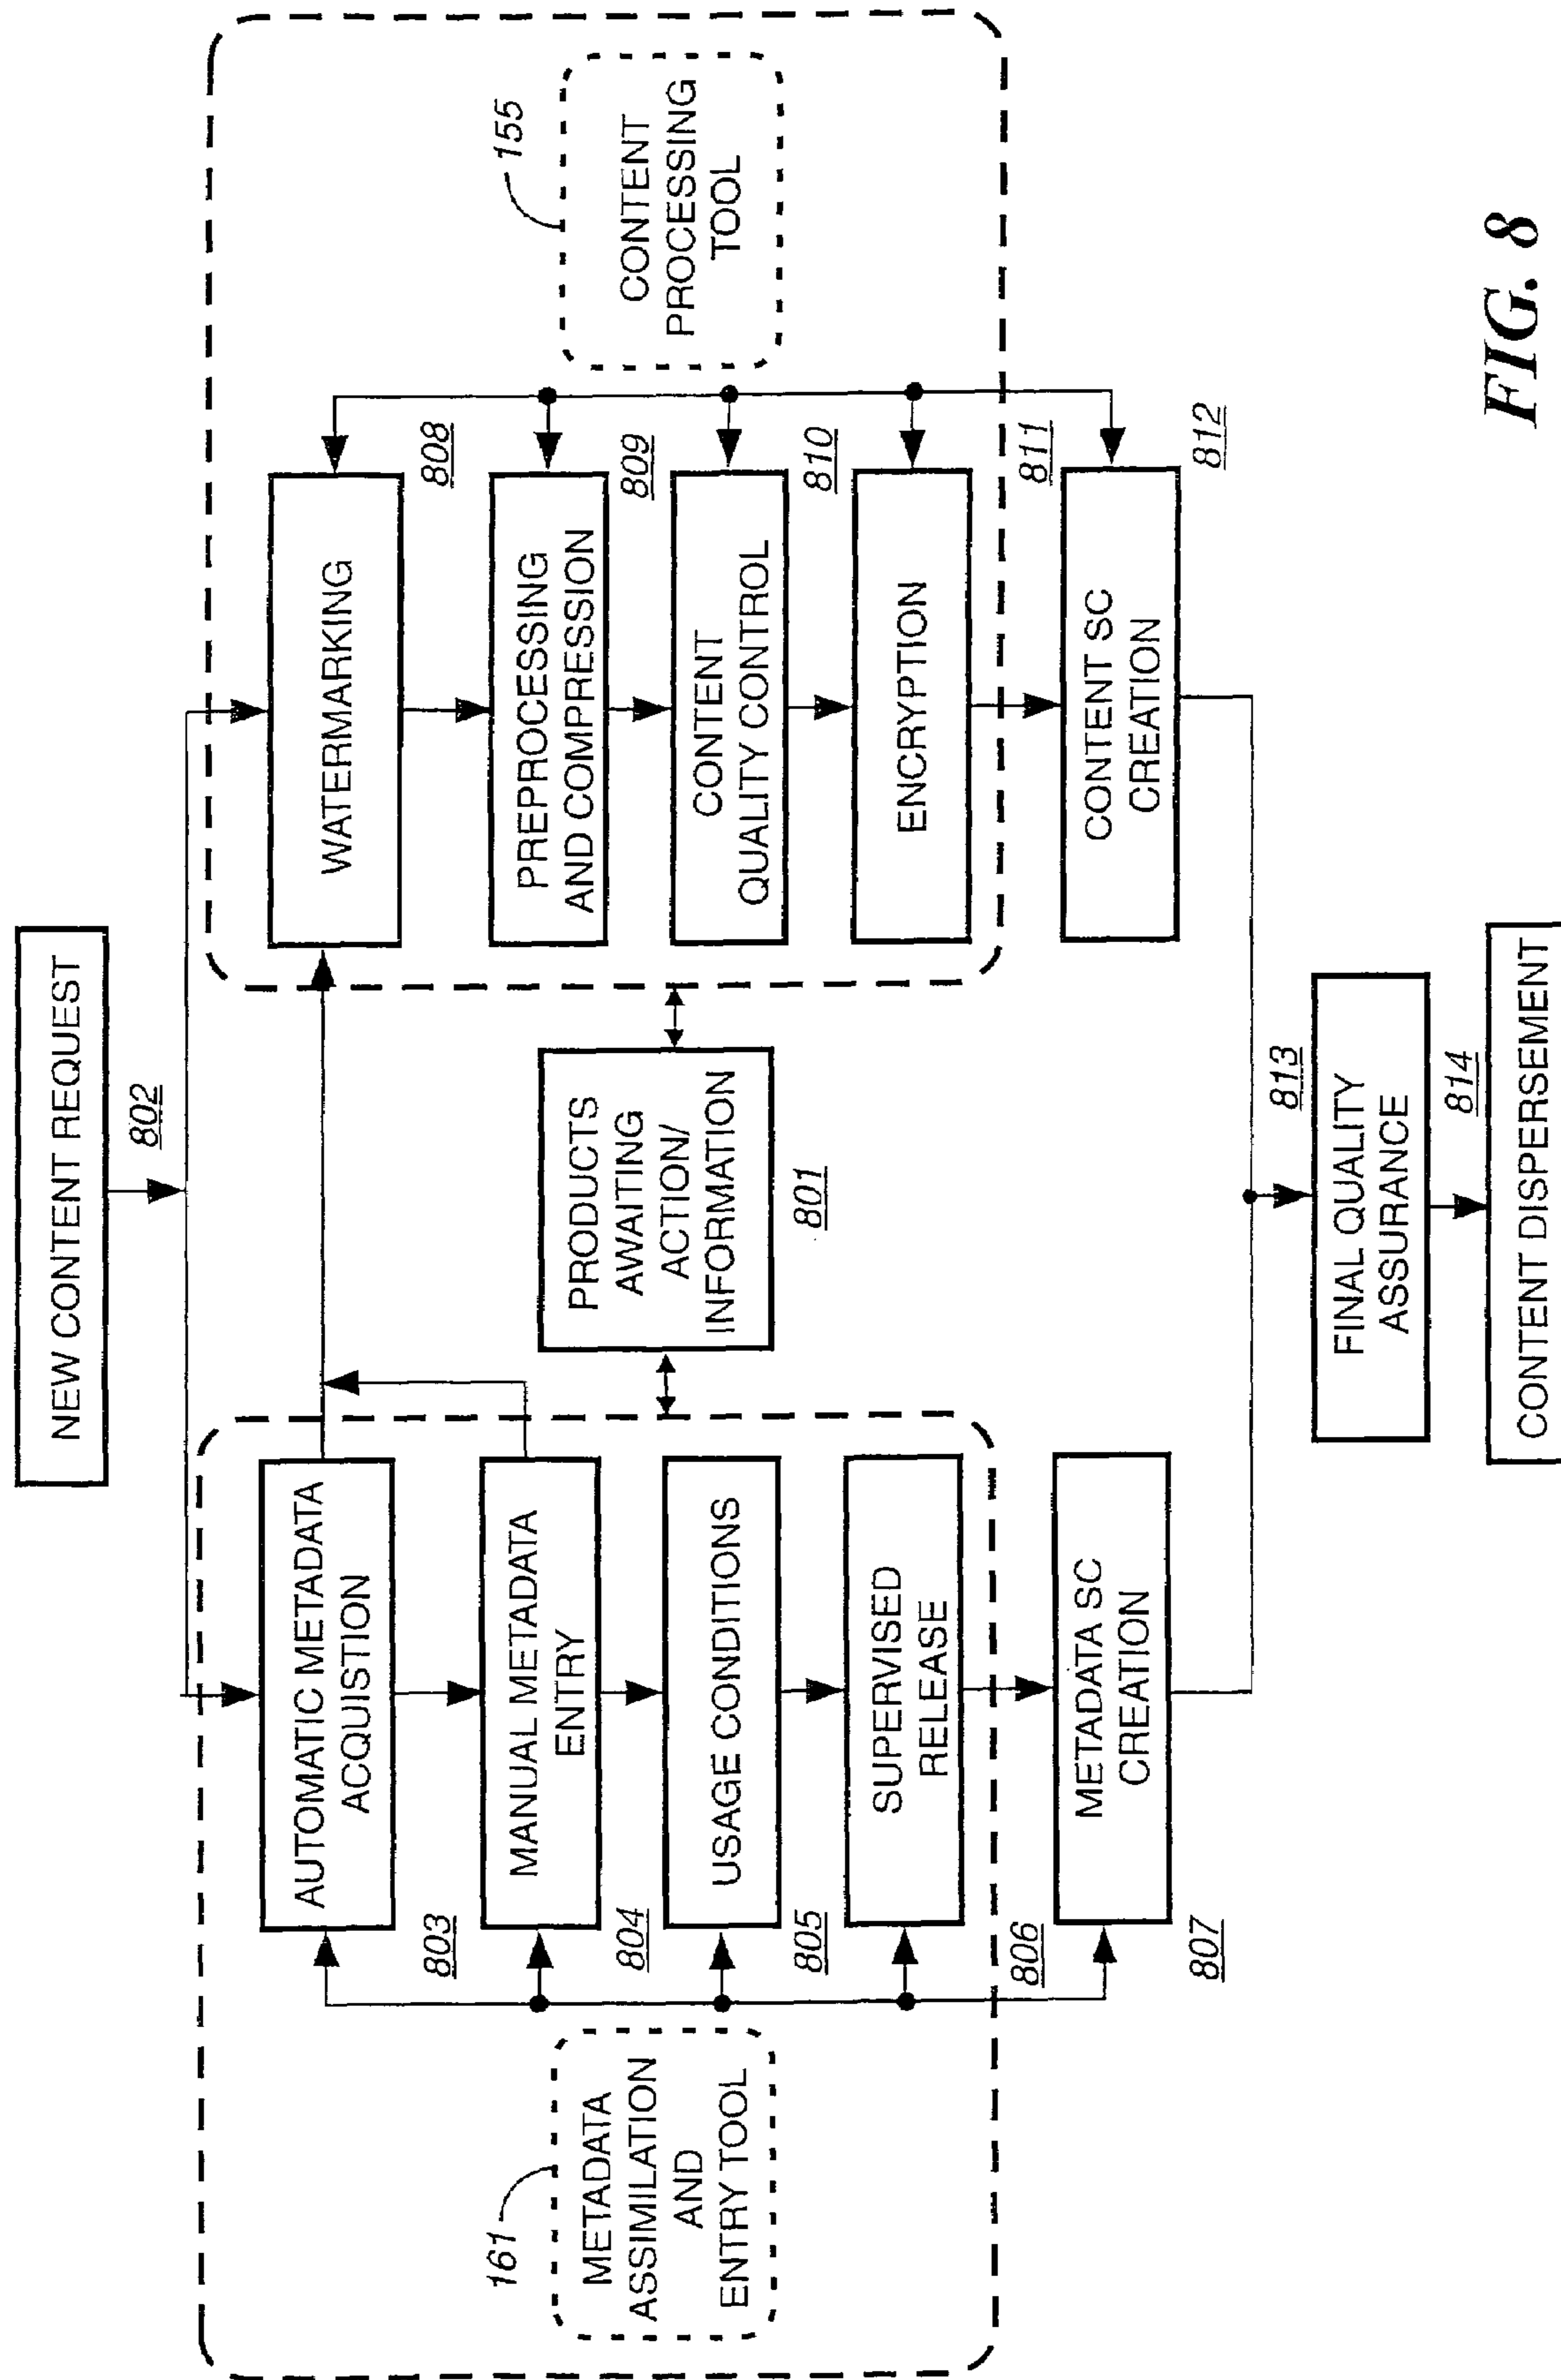 NEW CONTENT REQUEST
802
AUTOMATIC METADATA
ACQUISTION
803
MANUAL METADATA
ENTRY
804
USAGE CONDITIONS
805
SUPERVISED
RELEASE
806
METADATA SC
CREATION
807
161
METADATA
ASSIMILATION
AND
ENTRY TOOL
PRODUCTS
AWAITING
ACTION/
INFORMATION
801
WATERMARKING
808
PREPROCESSING
AND COMPRESSION
809
CONTENT
QUALITY CONTROL
810
ENCRYPTION
811
CONTENT SC
CREATION
812
155
CONTENT
PROCESSING
TOOL
813
FINAL QUALITY
ASSURANCE
814
CONTENT DISPERSEMENT
FIG. 8